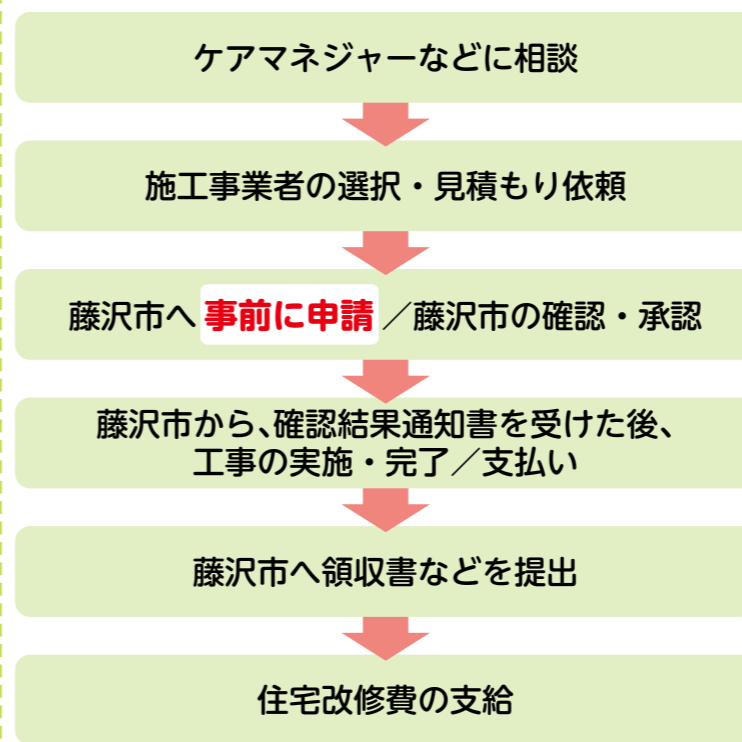 ケアマネジャーなどに相談
施工事業者の選択・見積もり依頼
藤沢市へ事前に申請／藤沢市の確認・承認
藤沢市から、確認結果通知書を受けた後、
工事の実施・完了／支払い
藤沢市へ領収書などを提出
住宅改修費の支給